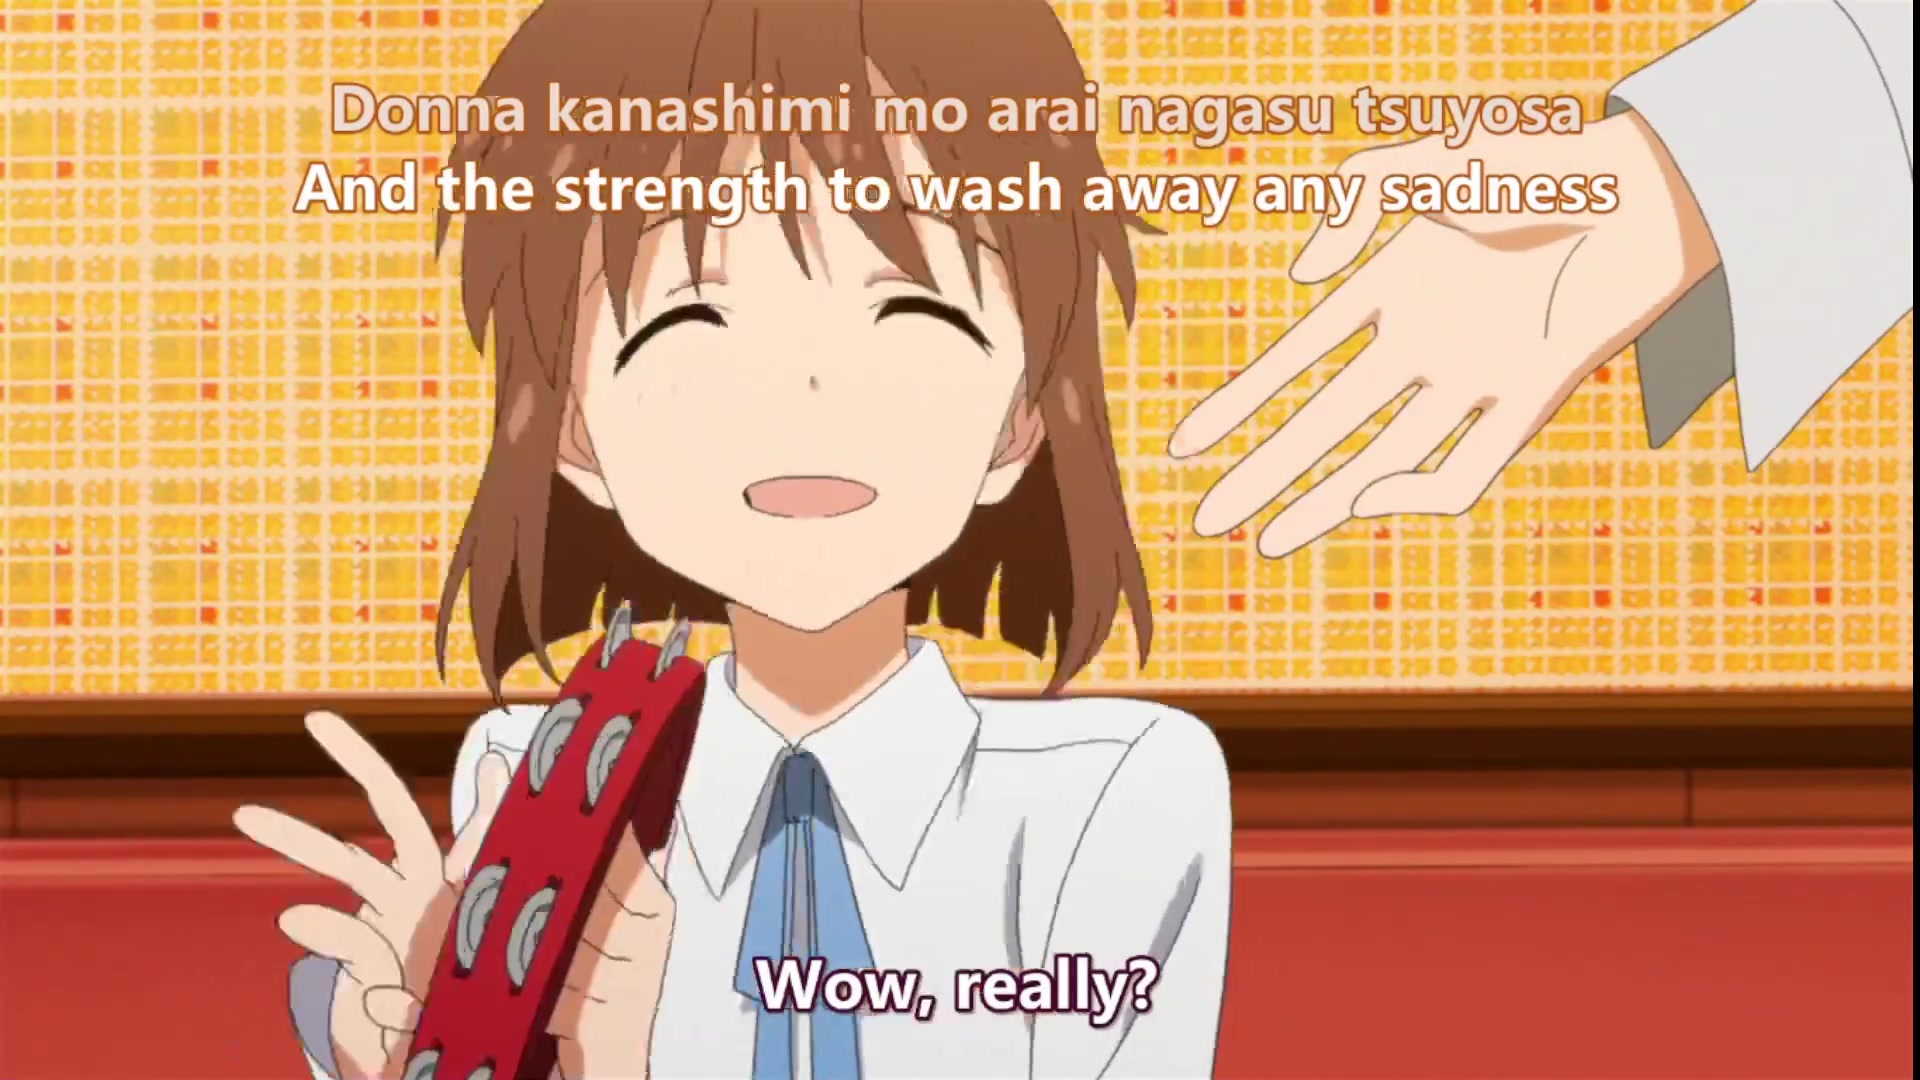 Donna kanashimi mo arai nagasu tsuyosa
And the strength to wash away any sadness
Wow, really?